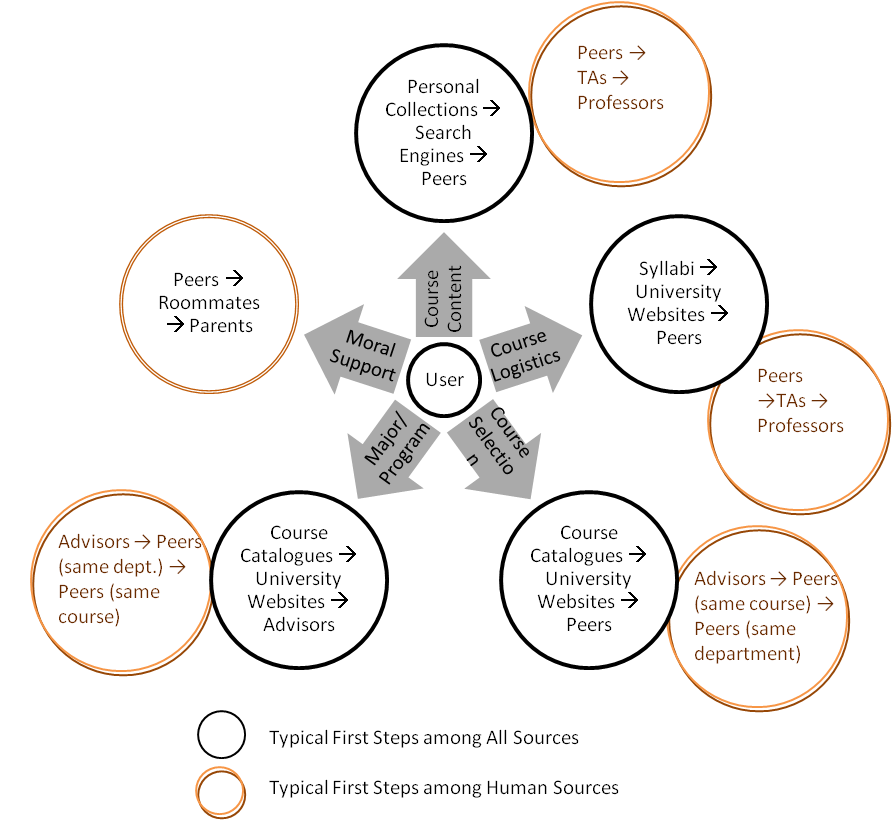 Personal
Collections →
Search
Engines →
Peers
Peers →
TAs →
Professors
Peers →
Roommates
→ Parents
Syllabi →
University
Websites →
Peers
Peers
→TAs →
Professors
Course
Content
Moral
Support
Course
Logistics
User
Major/
Program
Course
Selectio
n
Advisors → Peers
(same dept.) →
Peers (same
course)
Course
Catalogues →
University
Websites →
Advisors
Course
Catalogues →
University
Websites →
Peers
Advisors → Peers
(same course) →
Peers (same
department)
Typical First Steps among All Sources
Typical First Steps among Human Sources